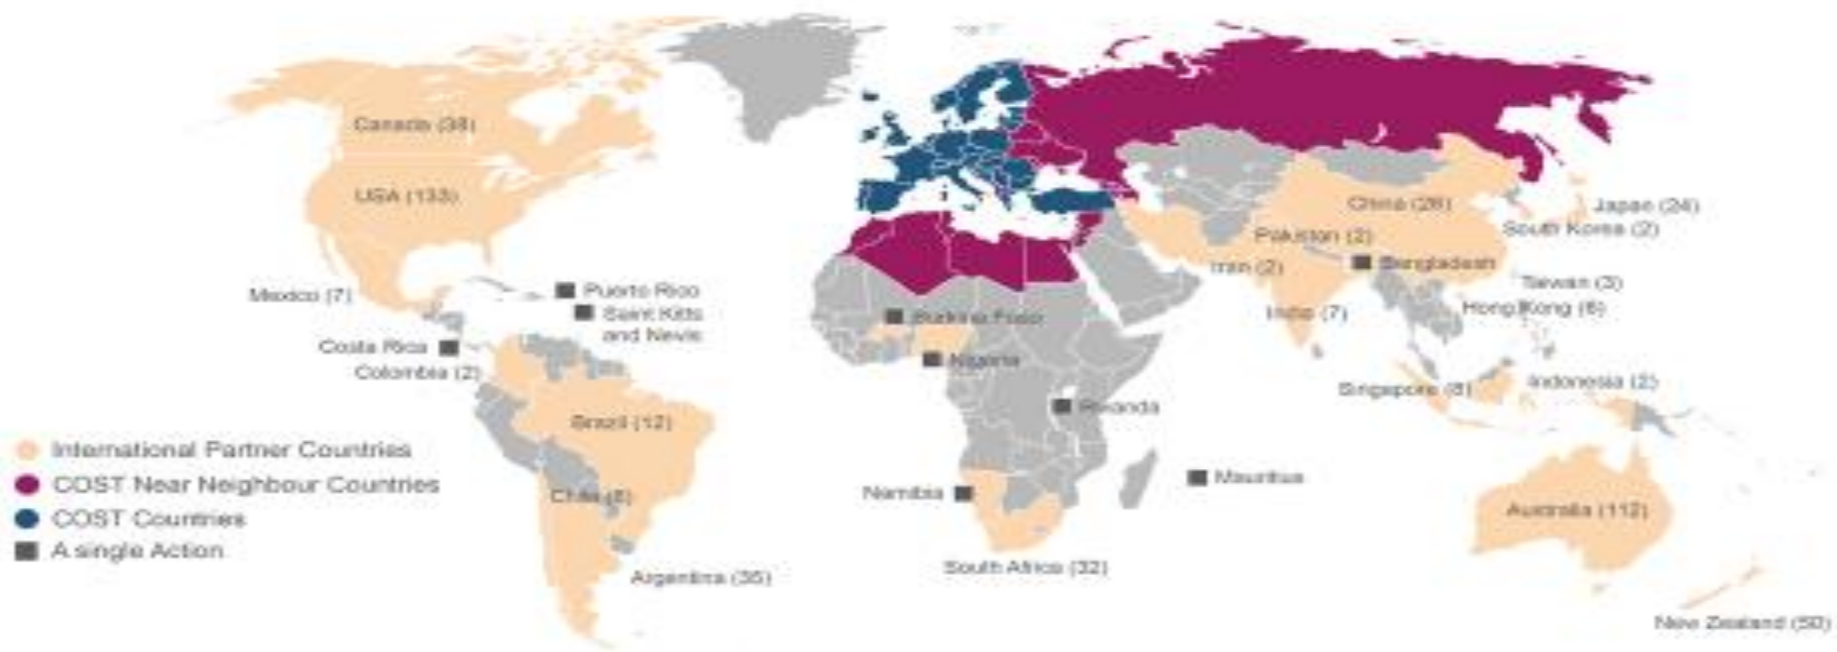 Canada (38)
USA (133)
Mexico (7)
Puerto Rico
Saint Kitts
and Nevis
Costa Rica
Colombia (2)
Brazil (12)
Chile
Argentina (35)
International Partner Countries
COST Near Neighbour Countries
COST Countries
A single Action
Burkina Faso
Nigeria
Rwanda
Namibia
Mauritius
South Africa (32)
China (26)
Japan (24)
South Korea (2)
Pakistan (2)
Iran (2)
Bangladesh
Taiwan (3)
India (7)
Hong Kong (6)
Singapore
Indonesia (2)
Australia (112)
New Zealand (50)